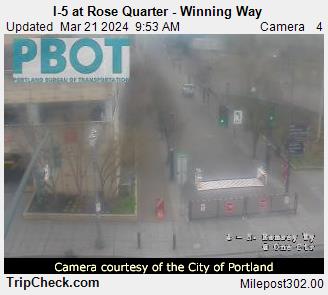 I-5 at Rose Quarter - Winning Way
Updated Mar 21 2024 9:53 AM Camera 4
PBOT
PORTLAND BUREAU OF TRANSPORTATION
Camera courtesy of the City of Portland
TripCheck.com Milepost302.00